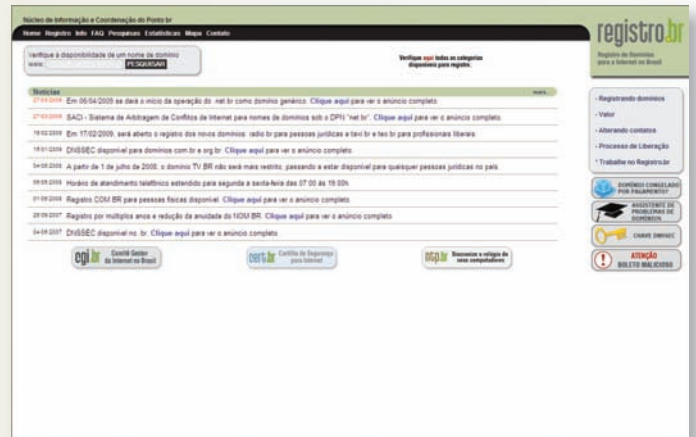 Núcleo de Informação e Coordenação do Ponto br
Home Registro Info FAQ Pesquisas Estatísticas Mapa Contato
registro.br
Registro de Domínios
para a Internet no Brasil
Verifique a disponibilidade de um nome de domínio
www. PESQUISAR
Verifique aqui todas as categorias
disponíveis para registro.
Notícias mais...
Em 06/04/2009 se dará o início da operação do .net.br como domínio genérico. Clique aqui para ver o anúncio completo.
SACI - Sistema de Arbitragem de Conflitos de Internet para nomes de domínios sob o DPN "net.br". Clique aqui para ver o anúncio completo.
Em 17/02/2009, será aberto o registro dos novos domínios: radio.br para pessoas jurídicas e taxi.br e teo.br para profissionais liberais.
DNSSEC disponível para domínios com.br e org.br. Clique aqui para ver o anúncio completo.
A partir de 1 de julho de 2008, o domínio TV.BR não será mais restrito, passando a estar disponível para quaisquer pessoas jurídicas no país.
Horário de atendimento telefônico estendido para segunda a sexta-feira das 07:00 às 19:00h.
Registro COM.BR para pessoas físicas disponível. Clique aqui para ver o anúncio completo.
Registro por múltiplos anos e redução da anuidade do NOM.BR. Clique aqui para ver o anúncio completo.
DNSSEC disponível no .br. Clique aqui para ver o anúncio completo.
- Registrando domínios
- Valor
- Alterando contatos
- Processo de Liberação
* Trabalhe no Registro.br
DOMÍNIO CONGELADO
POR PAGAMENTO?
ASSISTENTE DE
PROBLEMAS DE
DOMÍNIOS
CHAVE DNSSEC
ATENÇÃO
BOLETO MALICIOSO
cgi.br Comitê Gestor
da Internet no Brasil
cert.br Cartilha de Segurança
para Internet
ntp.br Sincronize o relógio de
seus computadores